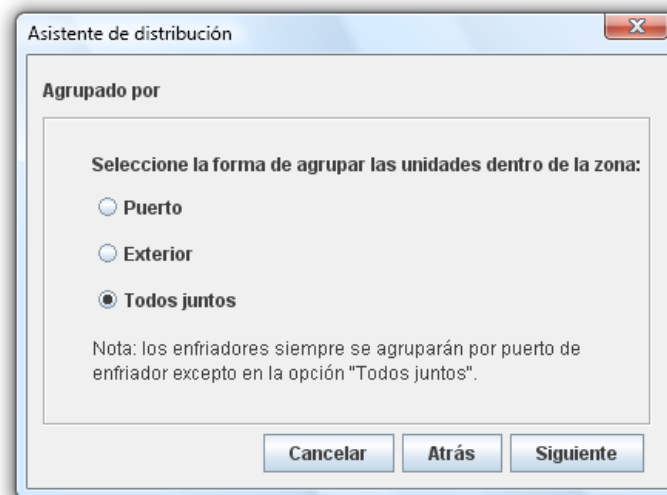 Asistente de distribución
Agrupado por
Seleccione la forma de agrupar las unidades dentro de la zona:
Puerto
Exterior
Todos juntos
Nota: los enfriadores siempre se agruparán por puerto de
enfriador excepto en la opción "Todos juntos".
Cancelar Atrás Siguiente